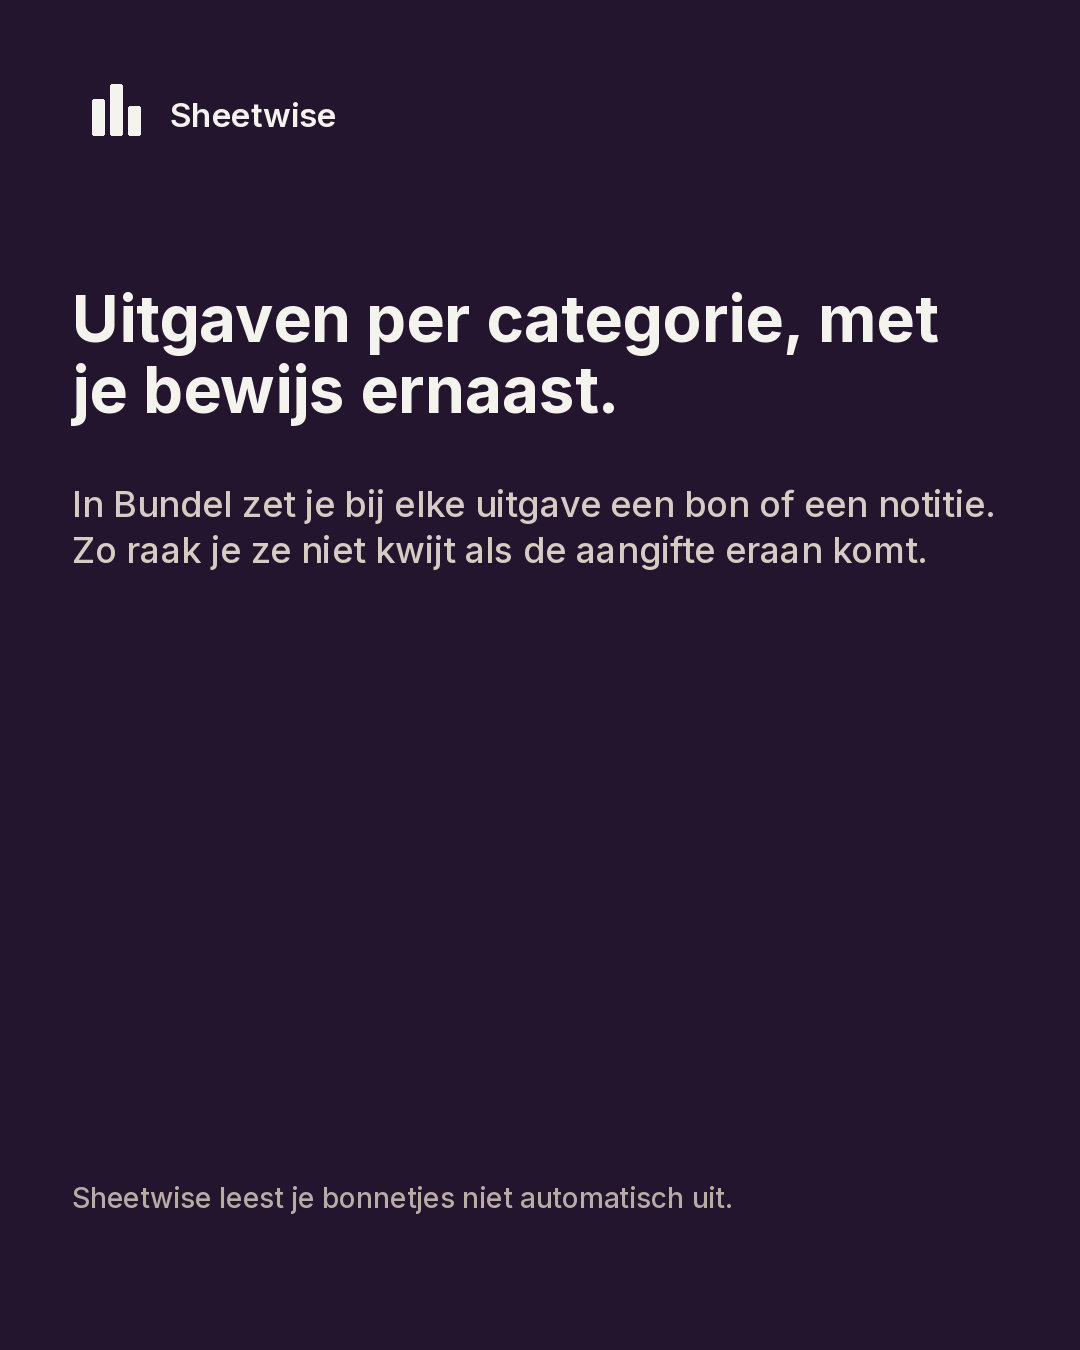 Sheetwise
Uitgaven per categorie, met
je bewijs ernaast.
In Bundel zet je bij elke uitgave een bon of een notitie.
Zo raak je ze niet kwijt als de aangifte eraan komt.
Sheetwise leest je bonnetjes niet automatisch uit.